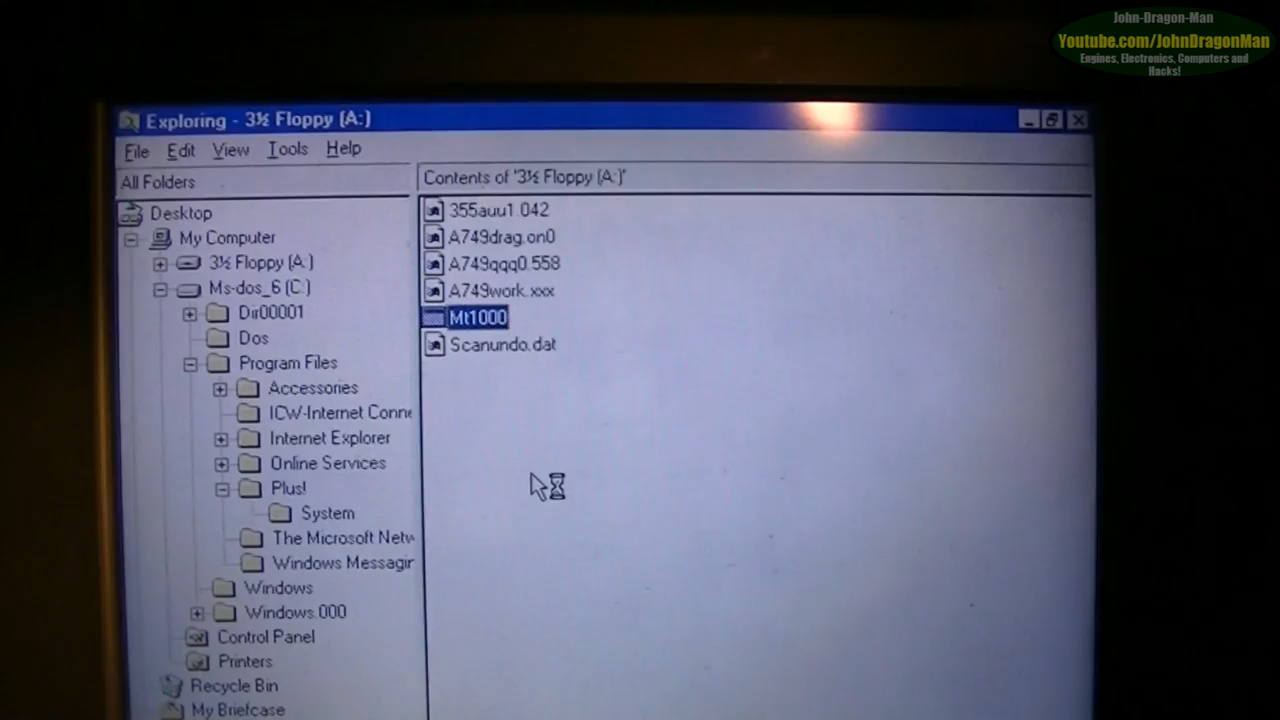 John-Dragon-Man
Youtube.com/JohnDragonMan
Engines, Electronics, Computers and
Hacks!
Exploring - 3½ Floppy (A:)
File Edit View Tools Help
All Folders
Contents of '3½ Floppy (A:)'
Desktop
My Computer
3½ Floppy (A:)
Ms-dos_6 (C:)
Dir00001
Dos
Program Files
Accessories
ICW-Internet Conne
Internet Explorer
Online Services
Plus!
System
The Microsoft Netw
Windows Messagin
Windows
Windows.000
Control Panel
Printers
Recycle Bin
My Briefcase
355auu1.042
A749drag.on0
A749qqq0.558
A749work.xxx
Mt1000
Scanundo.dat